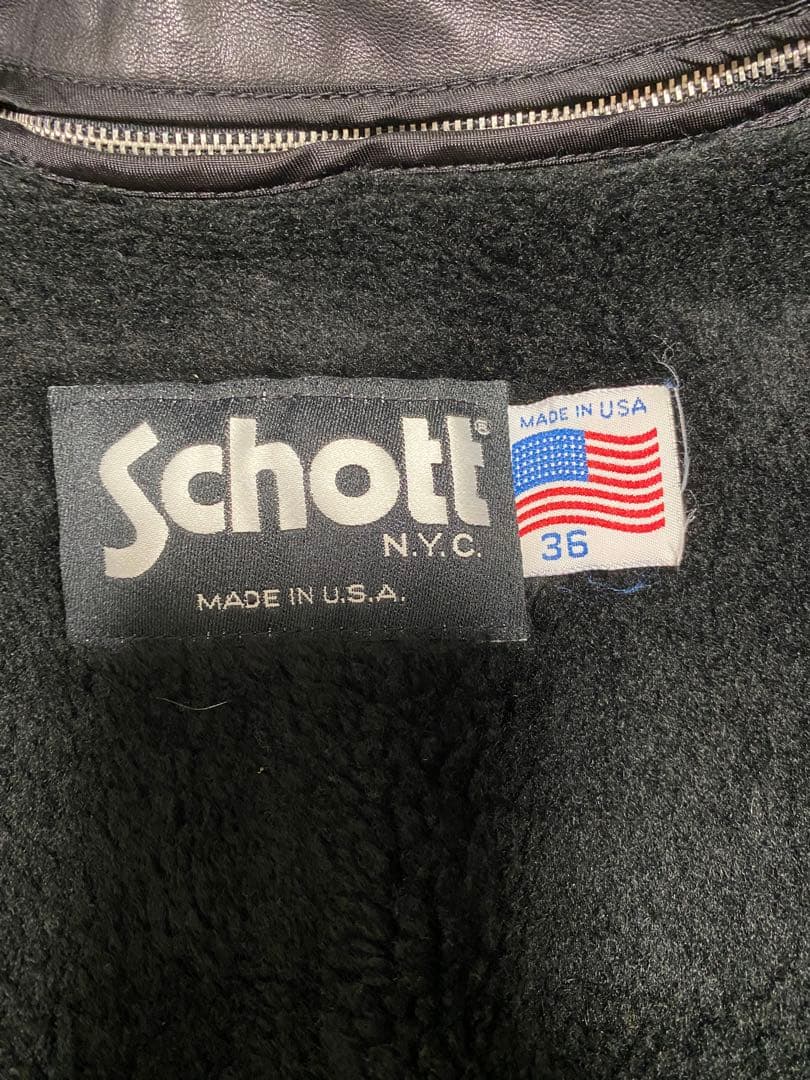 Schott®
N.Y.C.
MADE IN U.S.A.
MADE IN USA
36